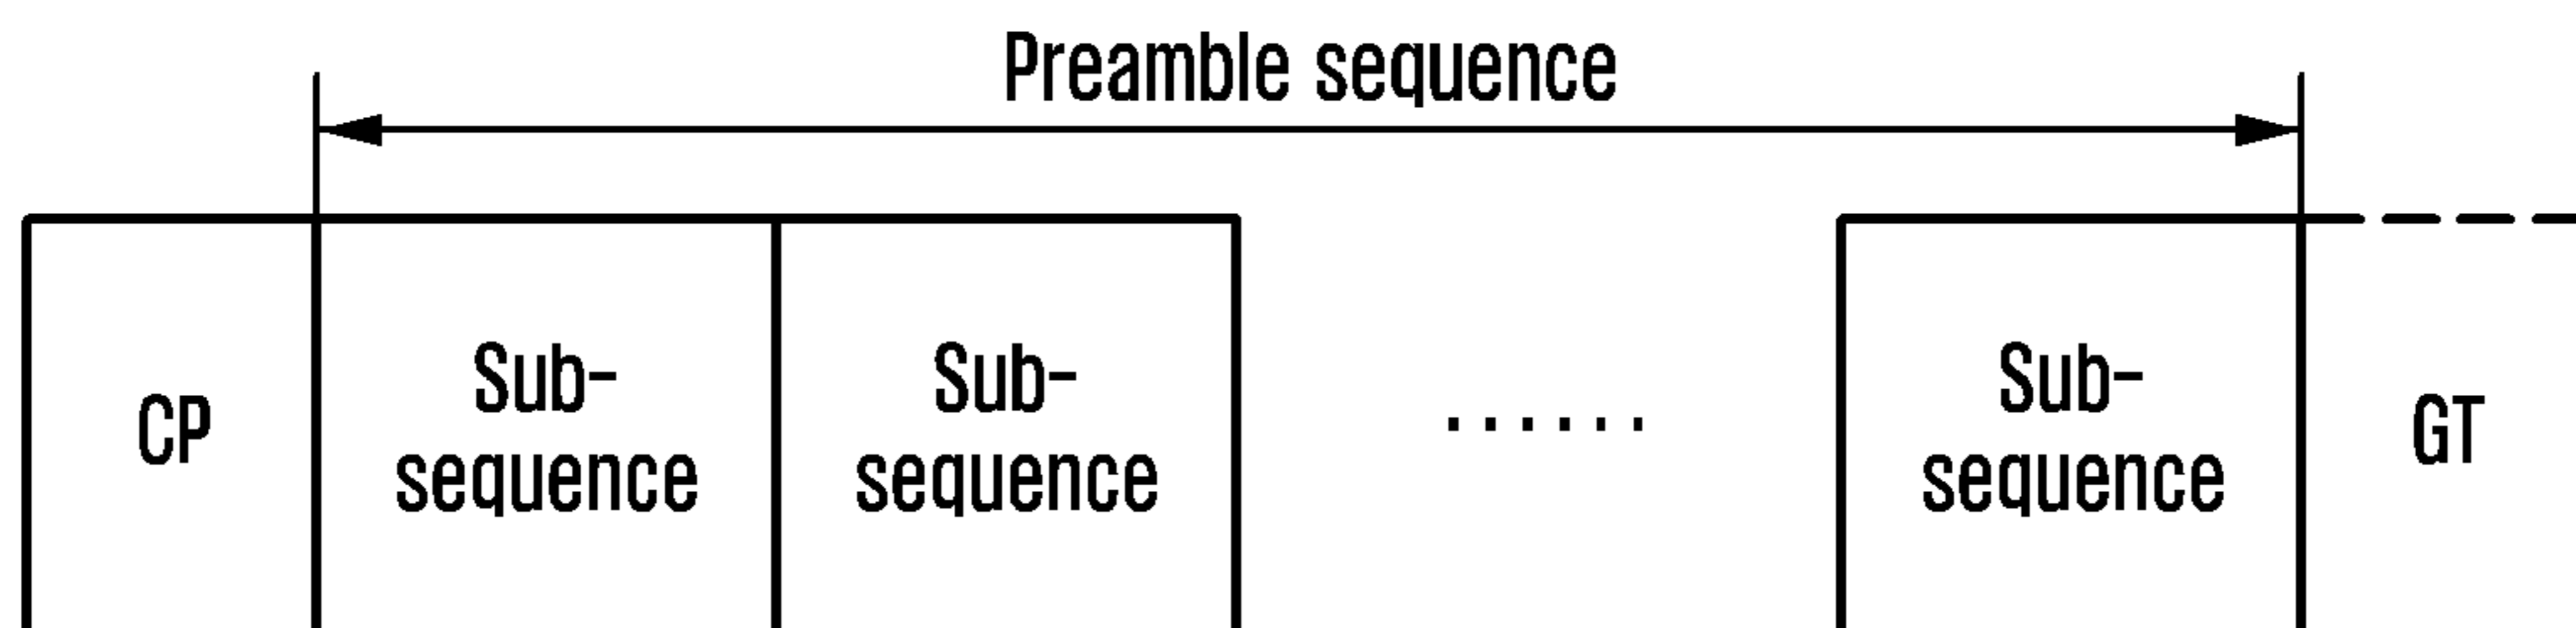 Preamble sequence
CP
Sub-
sequence
Sub-
sequence
......
Sub-
sequence
GT